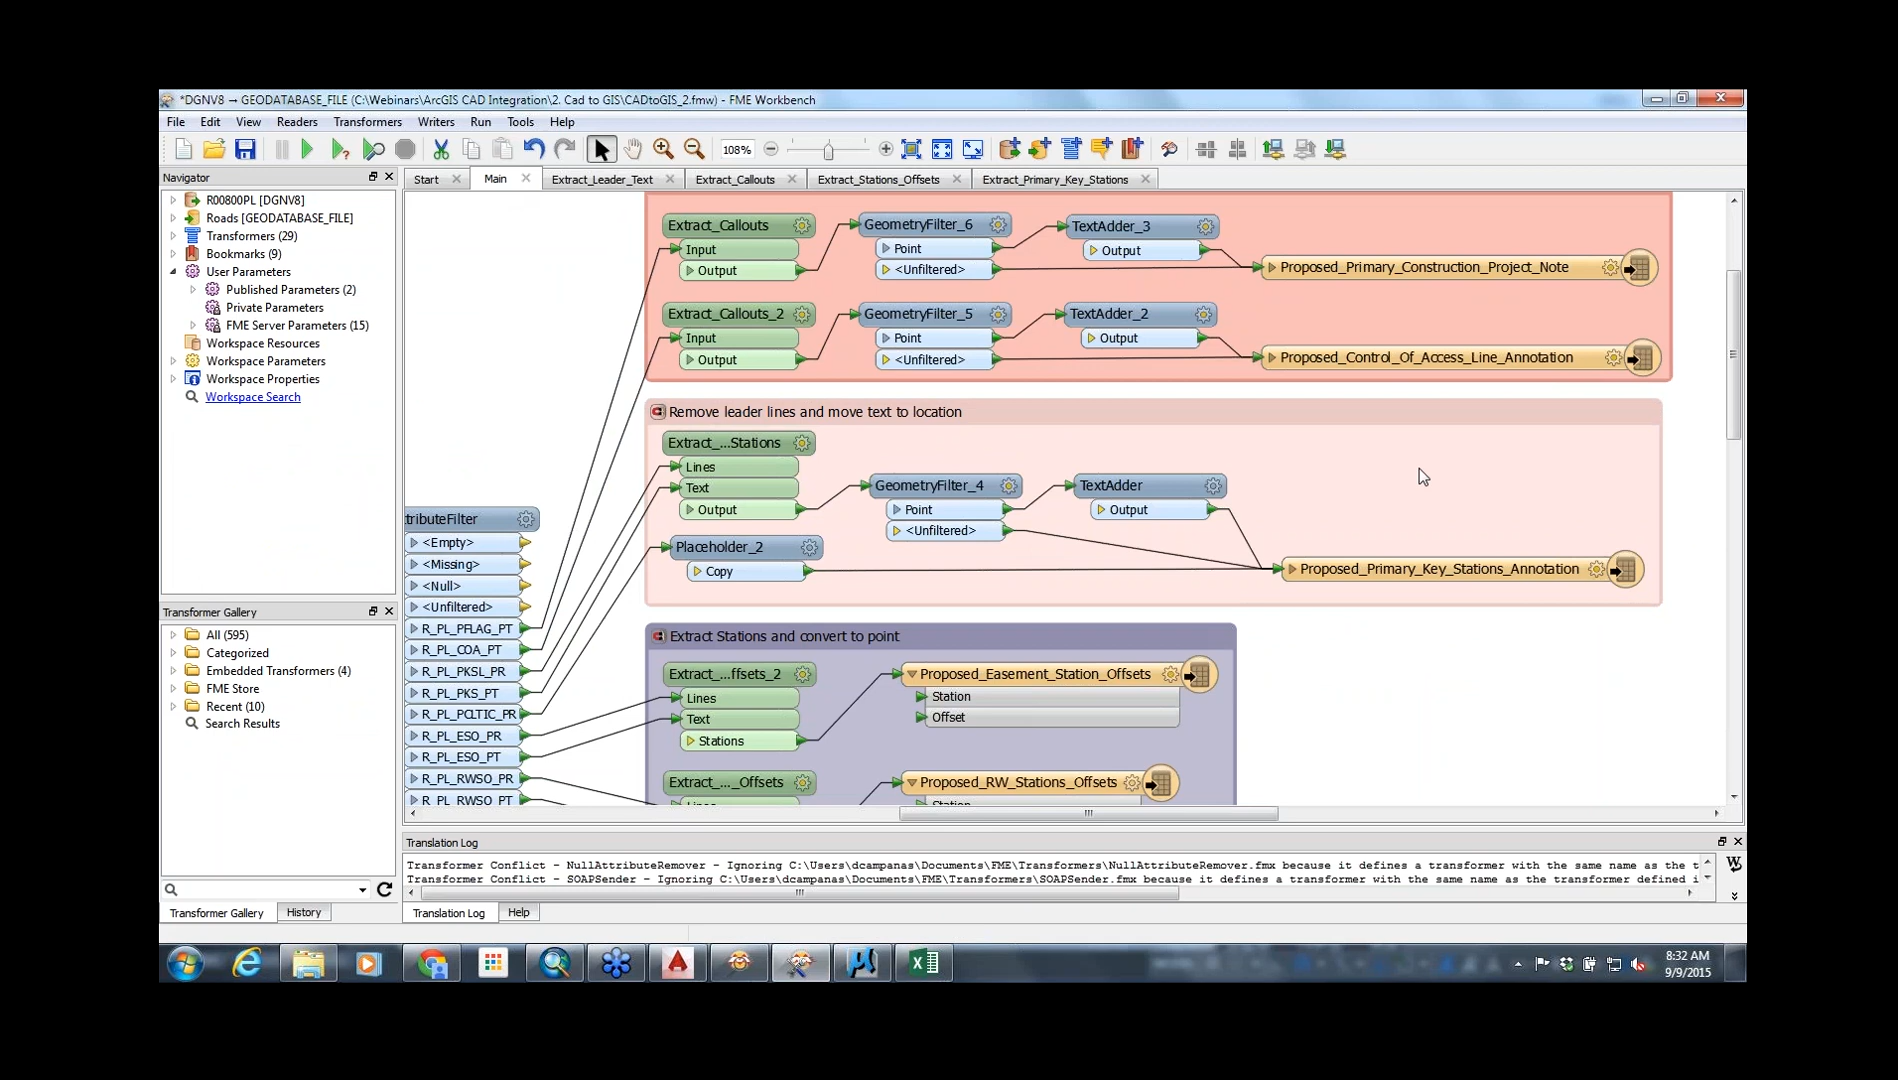 *DGNV8 → GEODATABASE_FILE (C:\Webinars\ArcGIS CAD Integration\2. Cad to GIS\CADtoGIS_2.fmw) - FME Workbench
File Edit View Readers Transformers Writers Run Tools Help
108%
Navigator
Start Main Extract_Leader_Text Extract_Callouts Extract_Stations_Offsets Extract_Primary_Key_Stations
R00800PL [DGNV8]
Roads [GEODATABASE_FILE]
Transformers (29)
Bookmarks (9)
User Parameters
Published Parameters (2)
Private Parameters
FME Server Parameters (15)
Workspace Resources
Workspace Parameters
Workspace Properties
Workspace Search
Transformer Gallery
All (595)
Categorized
Embedded Transformers (4)
FME Store
Recent (10)
Search Results
Transformer Gallery History
tributeFilter
<Empty>
<Missing>
<Null>
<Unfiltered>
R_PL_PFLAG_PT
R_PL_COA_PT
R_PL_PKSL_PR
R_PL_PKS_PT
R_PL_PCLTIC_PR
R_PL_ESO_PR
R_PL_ESO_PT
R_PL_RWSO_PR
R_PL_RWSO_PT
Extract_Callouts
Input
Output
GeometryFilter_6
Point
<Unfiltered>
TextAdder_3
Output
Proposed_Primary_Construction_Project_Note
Extract_Callouts_2
Input
Output
GeometryFilter_5
Point
<Unfiltered>
TextAdder_2
Output
Proposed_Control_Of_Access_Line_Annotation
Remove leader lines and move text to location
Extract_...Stations
Lines
Text
Output
GeometryFilter_4
Point
<Unfiltered>
TextAdder
Output
Placeholder_2
Copy
Proposed_Primary_Key_Stations_Annotation
Extract Stations and convert to point
Extract_...ffsets_2
Lines
Text
Stations
Proposed_Easement_Station_Offsets
Station
Offset
Extract_..._Offsets
Lines
Proposed_RW_Stations_Offsets
Station
Translation Log
Transformer Conflict - NullAttributeRemover - Ignoring C:\Users\dcampanas\Documents\FME\Transformers\NullAttributeRemover.fmx because it defines a transformer with the same name as the t
Transformer Conflict - SOAPSender - Ignoring C:\Users\dcampanas\Documents\FME\Transformers\SOAPSender.fmx because it defines a transformer with the same name as the transformer defined i
Translation Log Help
8:32 AM
9/9/2015